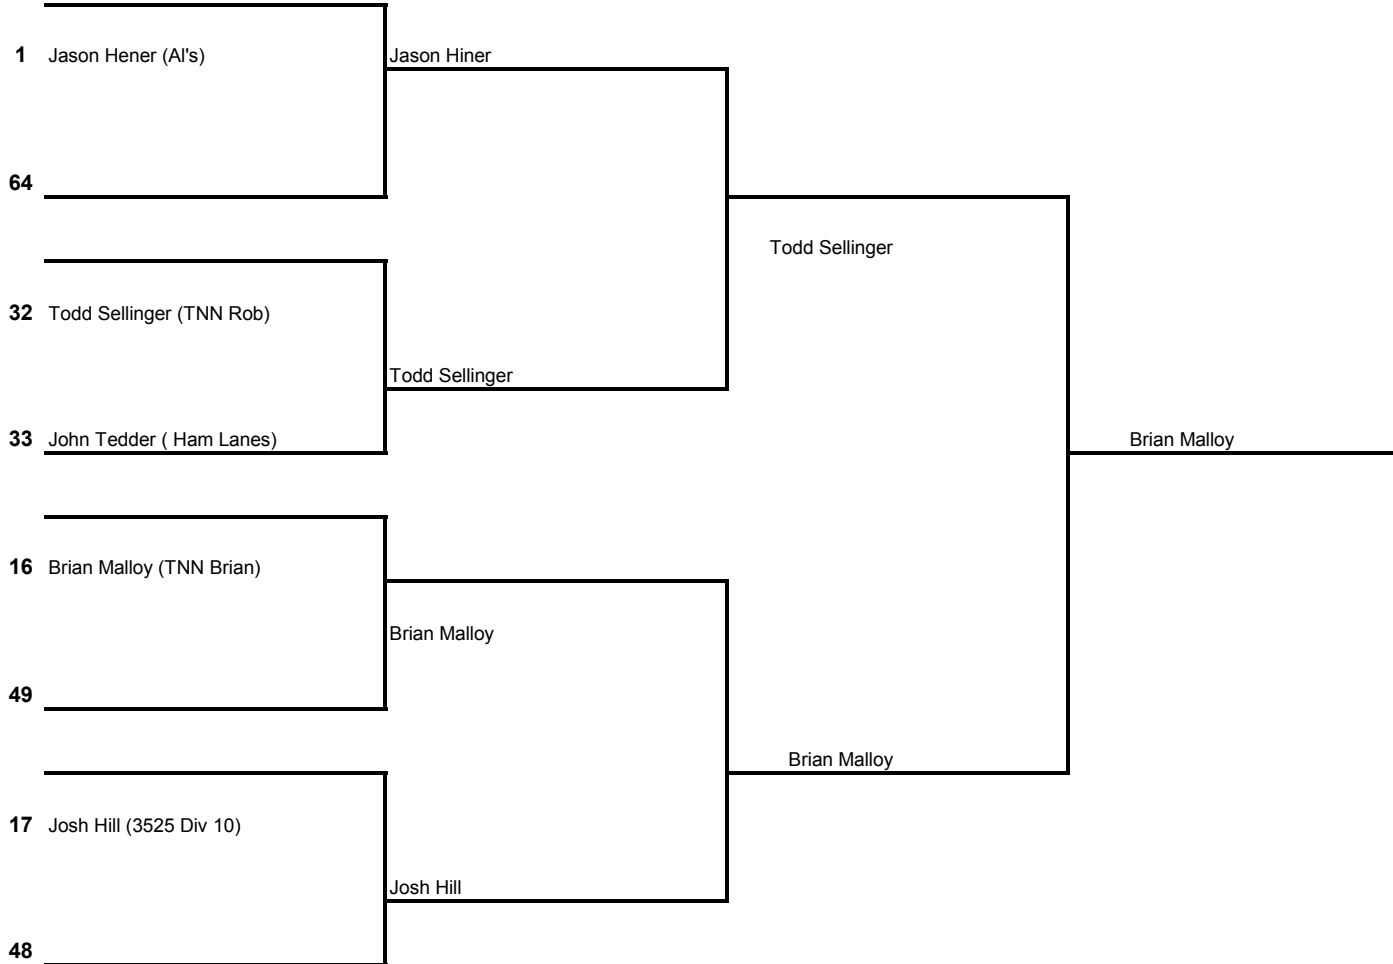 1 Jason Hener (Al's)
Jason Hiner
64
Todd Sellinger
32 Todd Sellinger (TNN Rob)
Todd Sellinger
33 John Tedder ( Ham Lanes)
Brian Malloy
16 Brian Malloy (TNN Brian)
Brian Malloy
49
Brian Malloy
17 Josh Hill (3525 Div 10)
Josh Hill
48